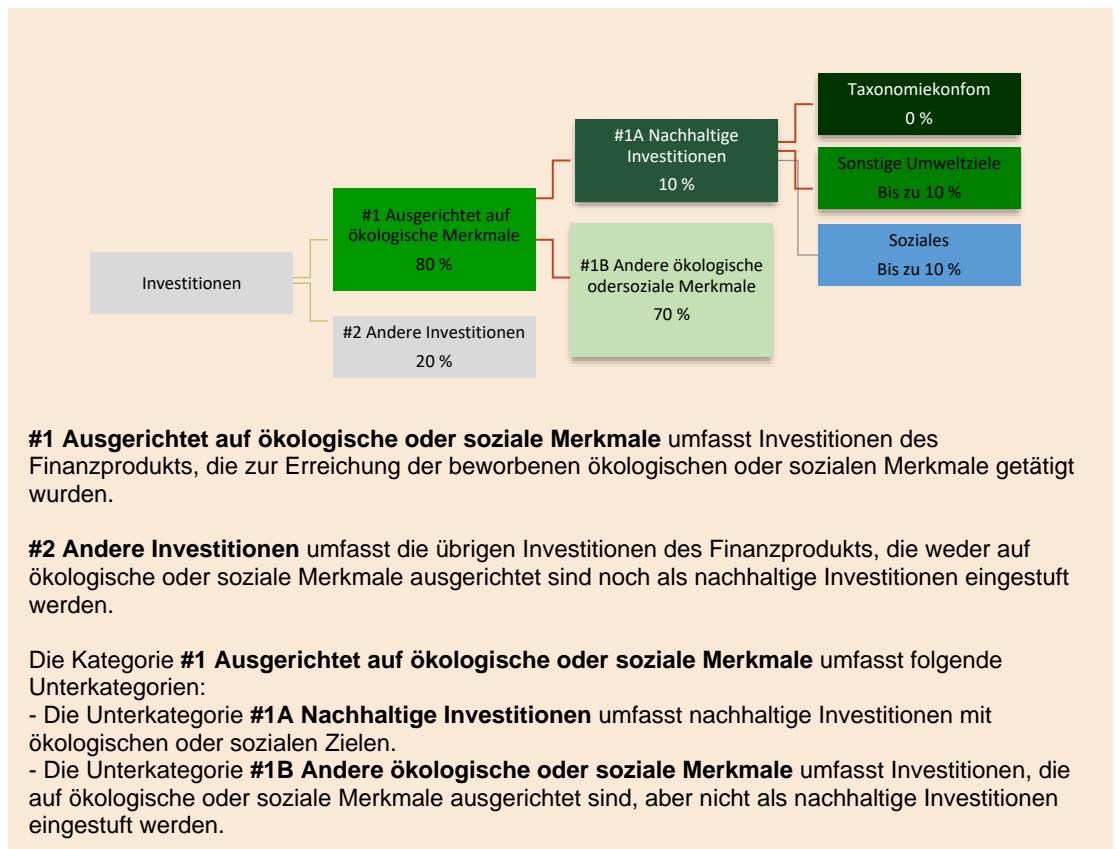 Investitionen
#1 Ausgerichtet auf
ökologische Merkmale
80 %
#2 Andere Investitionen
20 %
#1A Nachhaltige
Investitionen
10 %
#1B Andere ökologische
odersoziale Merkmale
70 %
Taxonomiekonfom
0 %
Sonstige Umweltziele
Bis zu 10 %
Soziales
Bis zu 10 %
#1 Ausgerichtet auf ökologische oder soziale Merkmale umfasst Investitionen des
Finanzprodukts, die zur Erreichung der beworbenen ökologischen oder sozialen Merkmale getätigt
wurden.
#2 Andere Investitionen umfasst die übrigen Investitionen des Finanzprodukts, die weder auf
ökologische oder soziale Merkmale ausgerichtet sind noch als nachhaltige Investitionen eingestuft
werden.
Die Kategorie #1 Ausgerichtet auf ökologische oder soziale Merkmale umfasst folgende
Unterkategorien:
- Die Unterkategorie #1A Nachhaltige Investitionen umfasst nachhaltige Investitionen mit
ökologischen oder sozialen Zielen.
- Die Unterkategorie #1B Andere ökologische oder soziale Merkmale umfasst Investitionen, die
auf ökologische oder soziale Merkmale ausgerichtet sind, aber nicht als nachhaltige Investitionen
eingestuft werden.